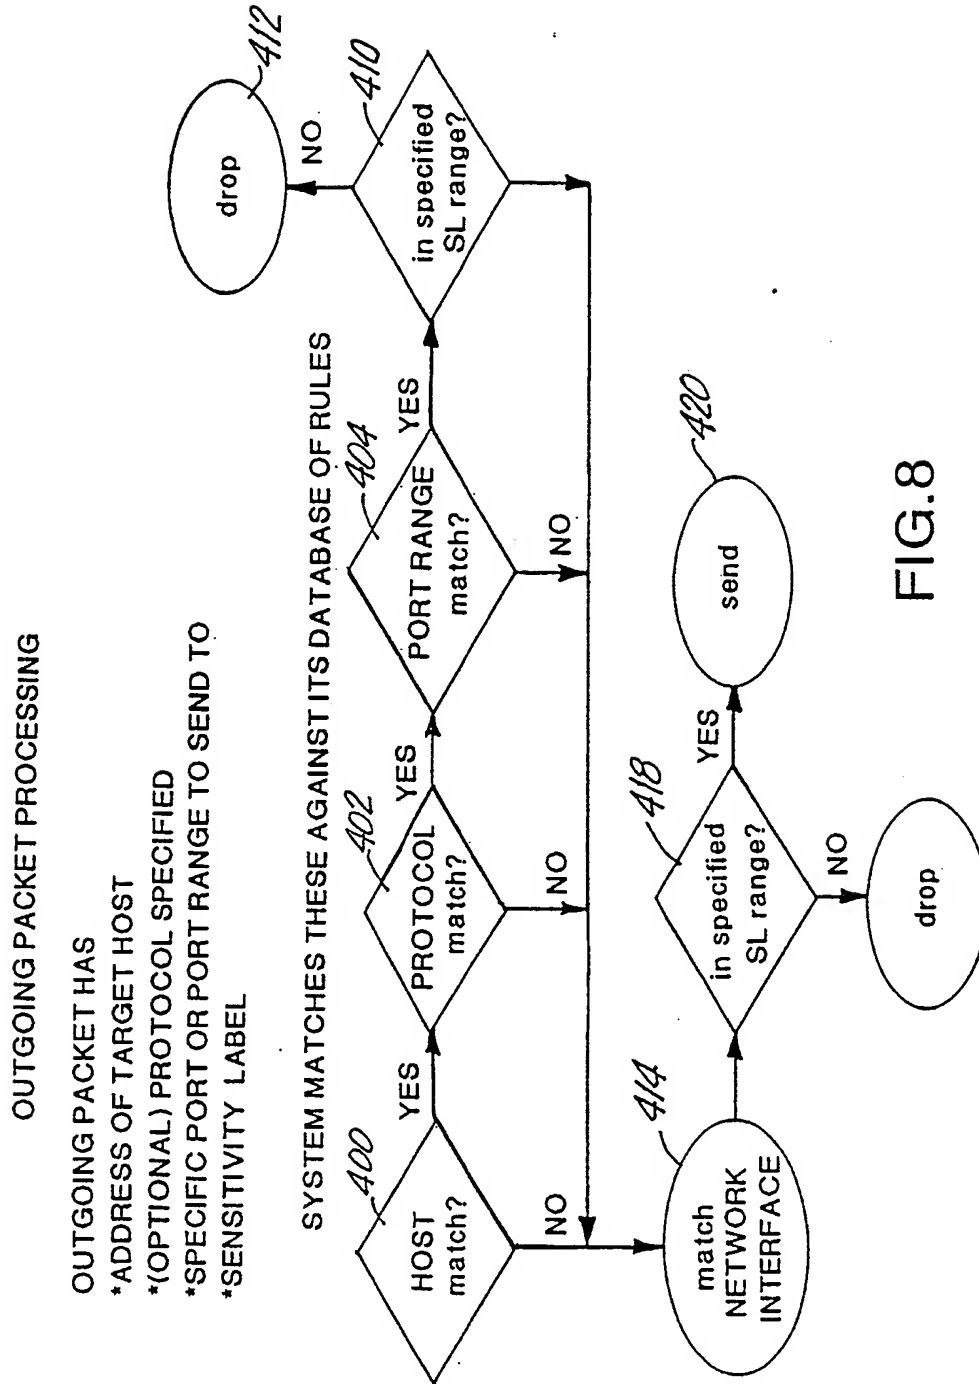 OUTGOING PACKET PROCESSING
OUTGOING PACKET HAS
*ADDRESS OF TARGET HOST
*(OPTIONAL) PROTOCOL SPECIFIED
*SPECIFIC PORT OR PORT RANGE TO SEND TO
*SENSITIVITY LABEL
SYSTEM MATCHES THESE AGAINST ITS DATABASE OF RULES
400
HOST
match?
YES
NO
402
PROTOCOL
match?
YES
NO
404
PORT RANGE
match?
YES
NO
410
in specified
SL range?
NO
412
drop
414
match
NETWORK
INTERFACE
418
in specified
SL range?
YES
NO
420
send
drop
FIG.8